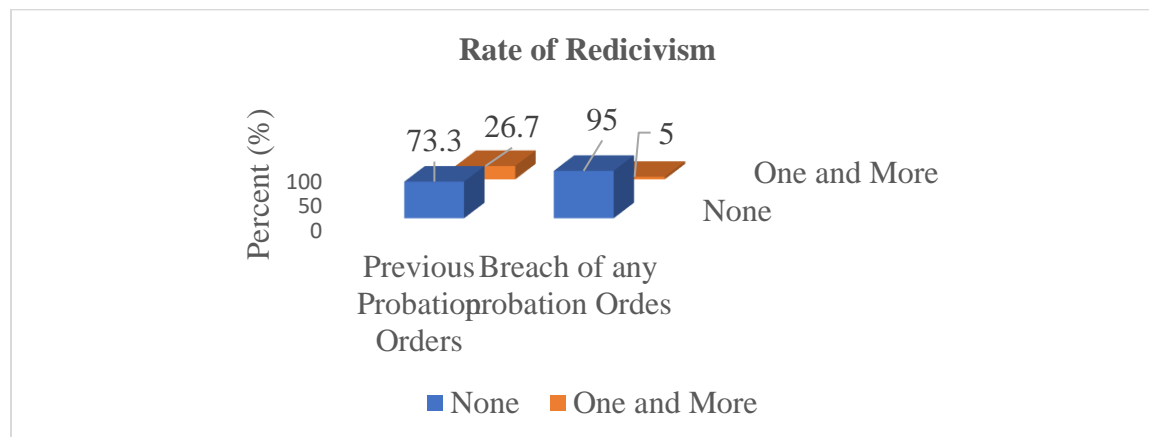 Rate of Redicivism
Percent (%)
100
50
0
73.3
26.7
95
5
One and More
None
Previous
Probation
Orders
Breach of any
probation Ordes
None
One and More